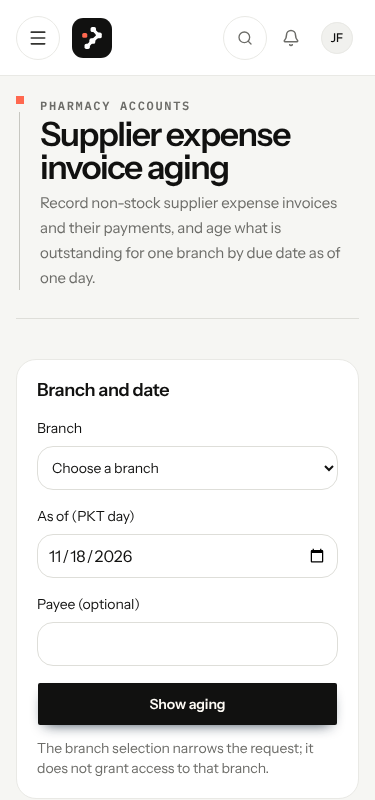 JF
PHARMACY ACCOUNTS
Supplier expense
invoice aging
Record non-stock supplier expense invoices
and their payments, and age what is
outstanding for one branch by due date as of
one day.
Branch and date
Branch
Choose a branch
As of (PKT day)
11/18/2026
Payee (optional)
Show aging
The branch selection narrows the request; it
does not grant access to that branch.